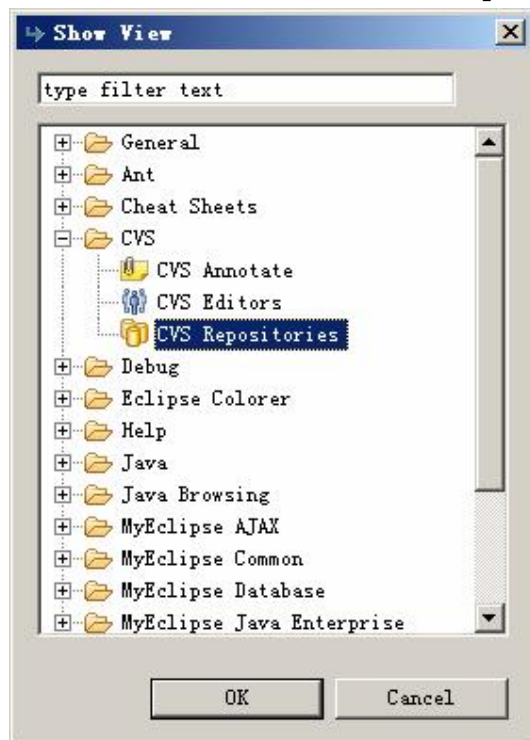 Show View
type filter text
General
Ant
Cheat Sheets
CVS
CVS Annotate
CVS Editors
CVS Repositories
Debug
Eclipse Colorer
Help
Java
Java Browsing
MyEclipse AJAX
MyEclipse Common
MyEclipse Database
MyEclipse Java Enterprise
OK Cancel